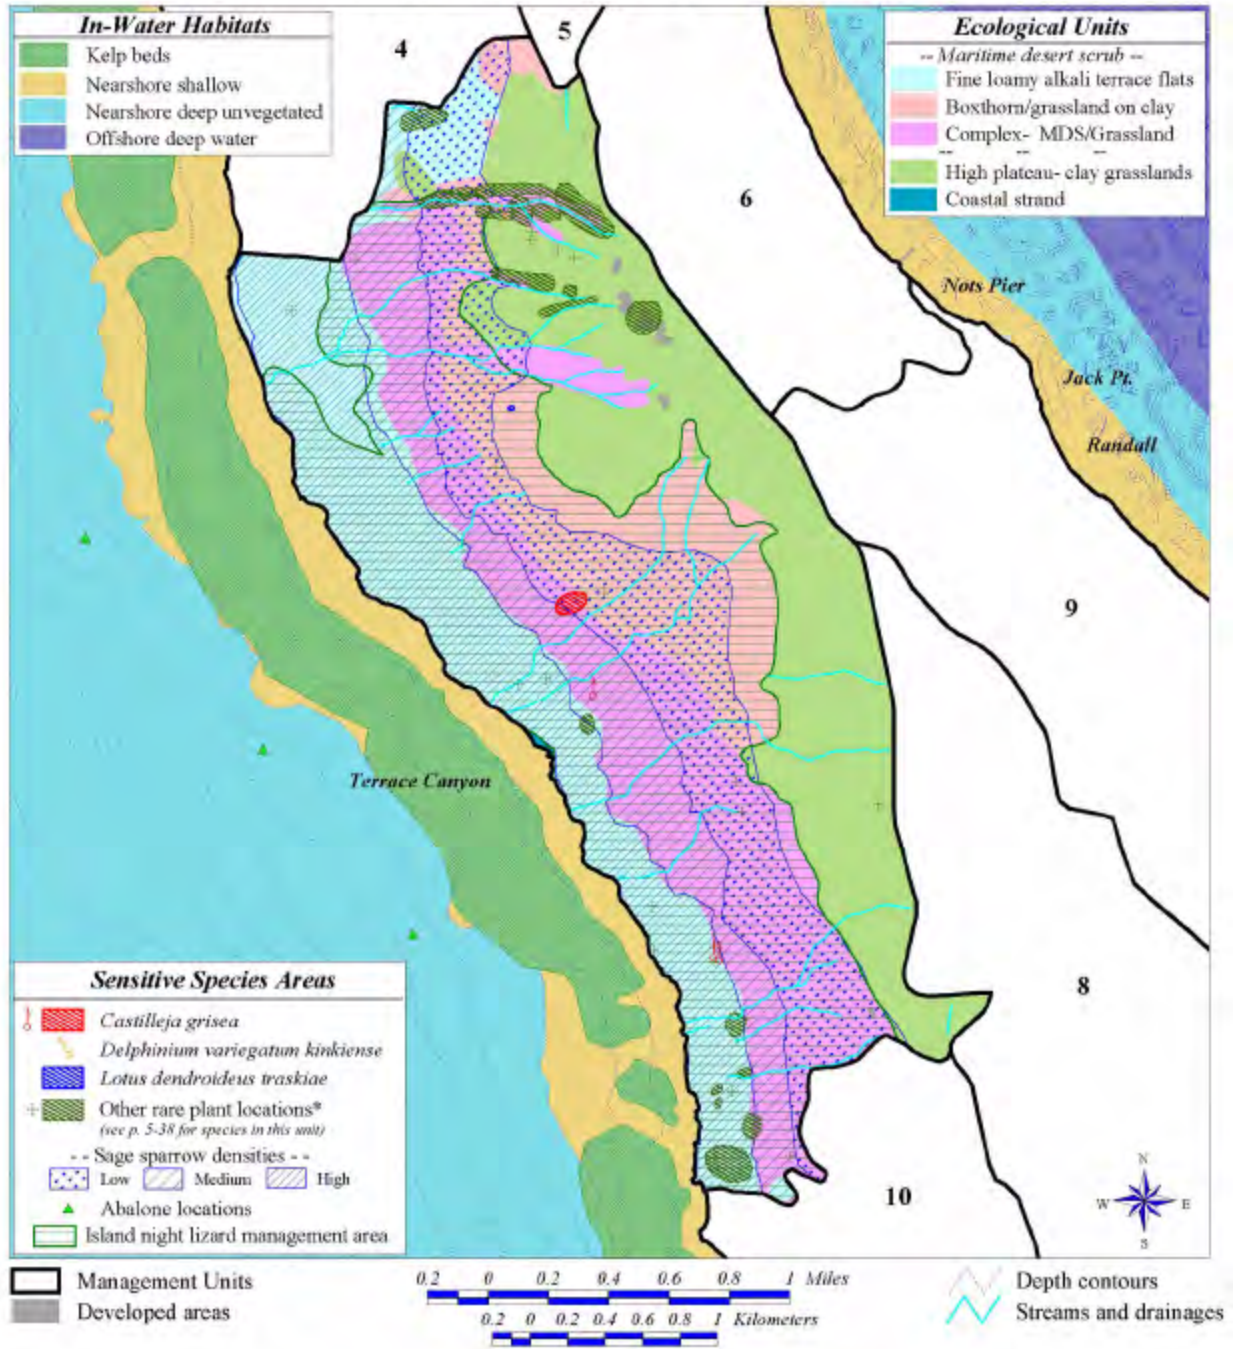 In-Water Habitats
Kelp beds
Nearshore shallow
Nearshore deep unvegetated
Offshore deep water
4
5
Ecological Units
-- Maritime desert scrub --
Fine loamy alkali terrace flats
Boxthorn/grassland on clay
Complex- MDS/Grassland
-- -- --
High plateau- clay grasslands
Coastal strand
6
Nots Pier
Jack Pt.
Randall
9
Terrace Canyon
8
10
Sensitive Species Areas
Castilleja grisea
Delphinium variegatum kinkiense
Lotus dendroideus traskiae
Other rare plant locations*
(see p. 5-38 for species in this unit)
- - Sage sparrow densities - -
Low Medium High
Abalone locations
Island night lizard management area
N
W E
S
Management Units
Developed areas
0.2 0 0.2 0.4 0.6 0.8 1 Miles
0.2 0 0.2 0.4 0.6 0.8 1 Kilometers
Depth contours
Streams and drainages